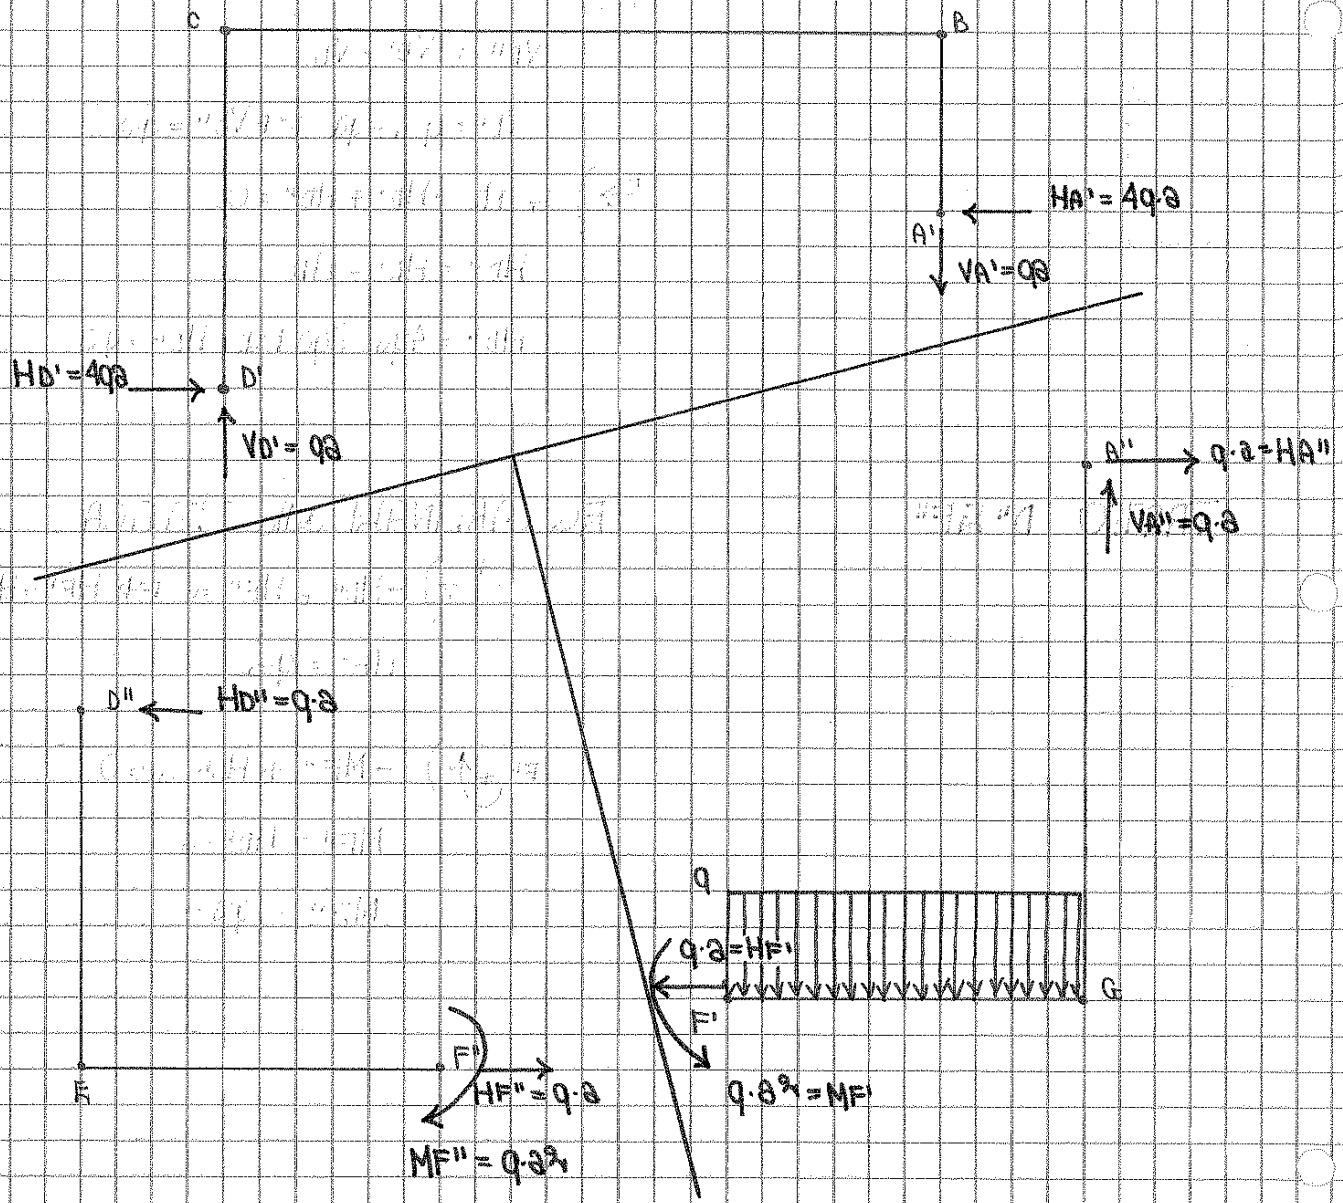 C
B
HA' = 4q·a
A'
VA' = qa
HD' = 4qa
D'
VD' = qa
A''
q·a = HA''
VA'' = q·a
D''
HD'' = q·a
q
q·a = HF'
G
F'
F''
E
HF'' = q·a
q·a² = MF'
MF'' = q·a²